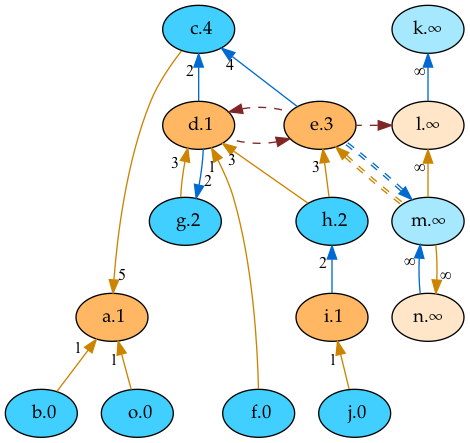 c.4 k.∞
2 4 ∞
d.1 e.3 l.∞
3 2 1 3 3 ∞
g.2 h.2 m.∞
5 2 ∞ ∞
a.1 i.1 n.∞
1 1 1
b.0 o.0 f.0 j.0